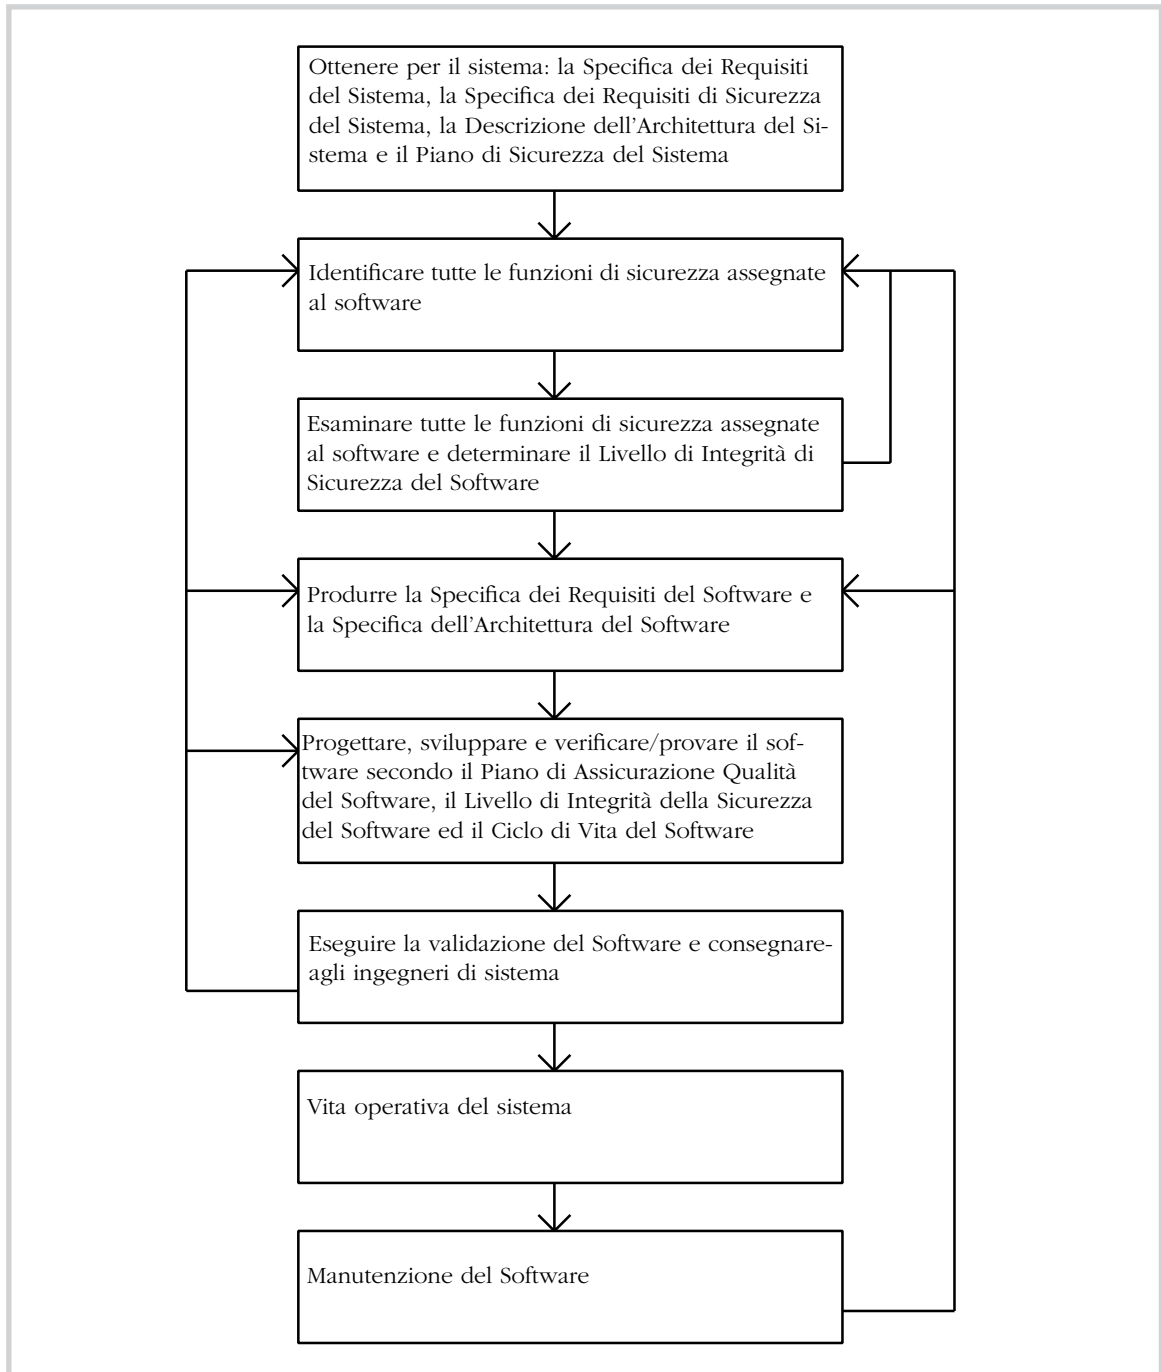 Ottenere per il sistema: la Specifica dei Requisiti
del Sistema, la Specifica dei Requisiti di Sicurezza
del Sistema, la Descrizione dell'Architettura del Si-
stema e il Piano di Sicurezza del Sistema
Identificare tutte le funzioni di sicurezza assegnate
al software
Esaminare tutte le funzioni di sicurezza assegnate
al software e determinare il Livello di Integrità di
Sicurezza del Software
Produrre la Specifica dei Requisiti del Software e
la Specifica dell'Architettura del Software
Progettare, sviluppare e verificare/provare il sof-
tware secondo il Piano di Assicurazione Qualità
del Software, il Livello di Integrità della Sicurezza
del Software ed il Ciclo di Vita del Software
Eseguire la validazione del Software e consegnare-
agli ingegneri di sistema
Vita operativa del sistema
Manutenzione del Software